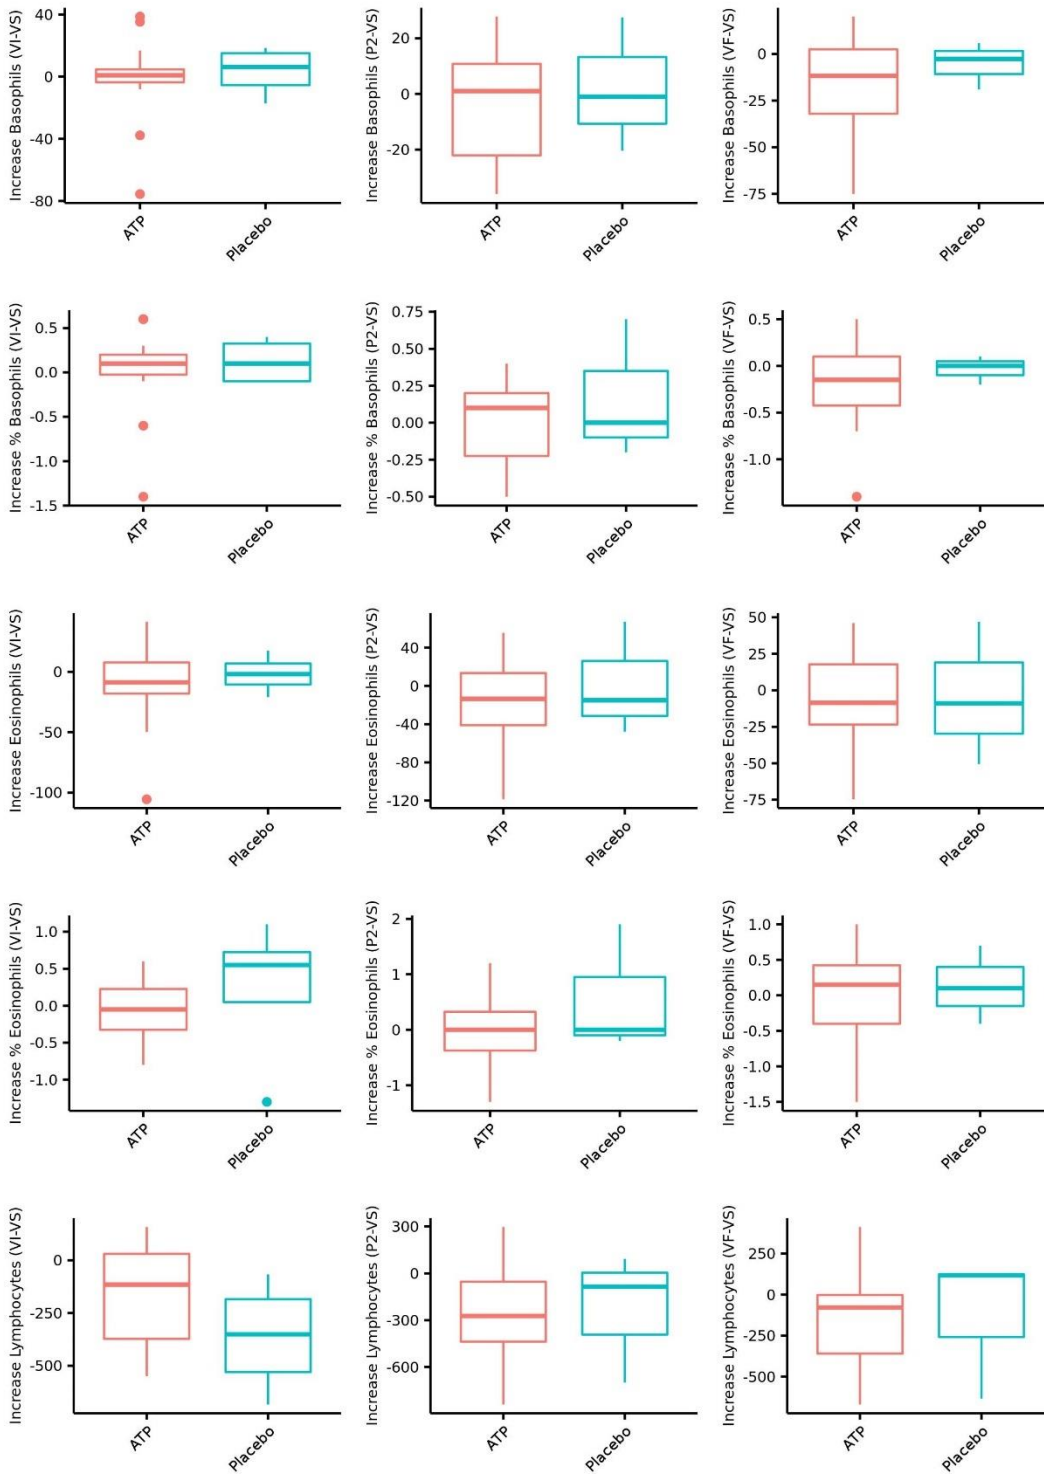 Increase Basophils (VI-VS)
40
0
-40
-80
ATP
Placebo
Increase Basophils (P2-VS)
20
0
-20
ATP
Placebo
Increase Basophils (VF-VS)
0
-25
-50
-75
ATP
Placebo
Increase % Basophils (VI-VS)
0.5
0.0
-0.5
-1.0
-1.5
ATP
Placebo
Increase % Basophils (P2-VS)
0.75
0.50
0.25
0.00
-0.25
-0.50
ATP
Placebo
Increase % Basophils (VF-VS)
0.5
0.0
-0.5
-1.0
ATP
Placebo
Increase Eosinophils (VI-VS)
0
-50
-100
ATP
Placebo
Increase Eosinophils (P2-VS)
40
0
-40
-80
-120
ATP
Placebo
Increase Eosinophils (VF-VS)
50
25
0
-25
-50
-75
ATP
Placebo
Increase % Eosinophils (VI-VS)
1.0
0.5
0.0
-0.5
-1.0
ATP
Placebo
Increase % Eosinophils (P2-VS)
2
1
0
-1
ATP
Placebo
Increase % Eosinophils (VF-VS)
1.0
0.5
0.0
-0.5
-1.0
-1.5
ATP
Placebo
Increase Lymphocytes (VI-VS)
0
-250
-500
ATP
Placebo
Increase Lymphocytes (P2-VS)
300
0
-300
-600
ATP
Placebo
Increase Lymphocytes (VF-VS)
250
0
-250
-500
ATP
Placebo